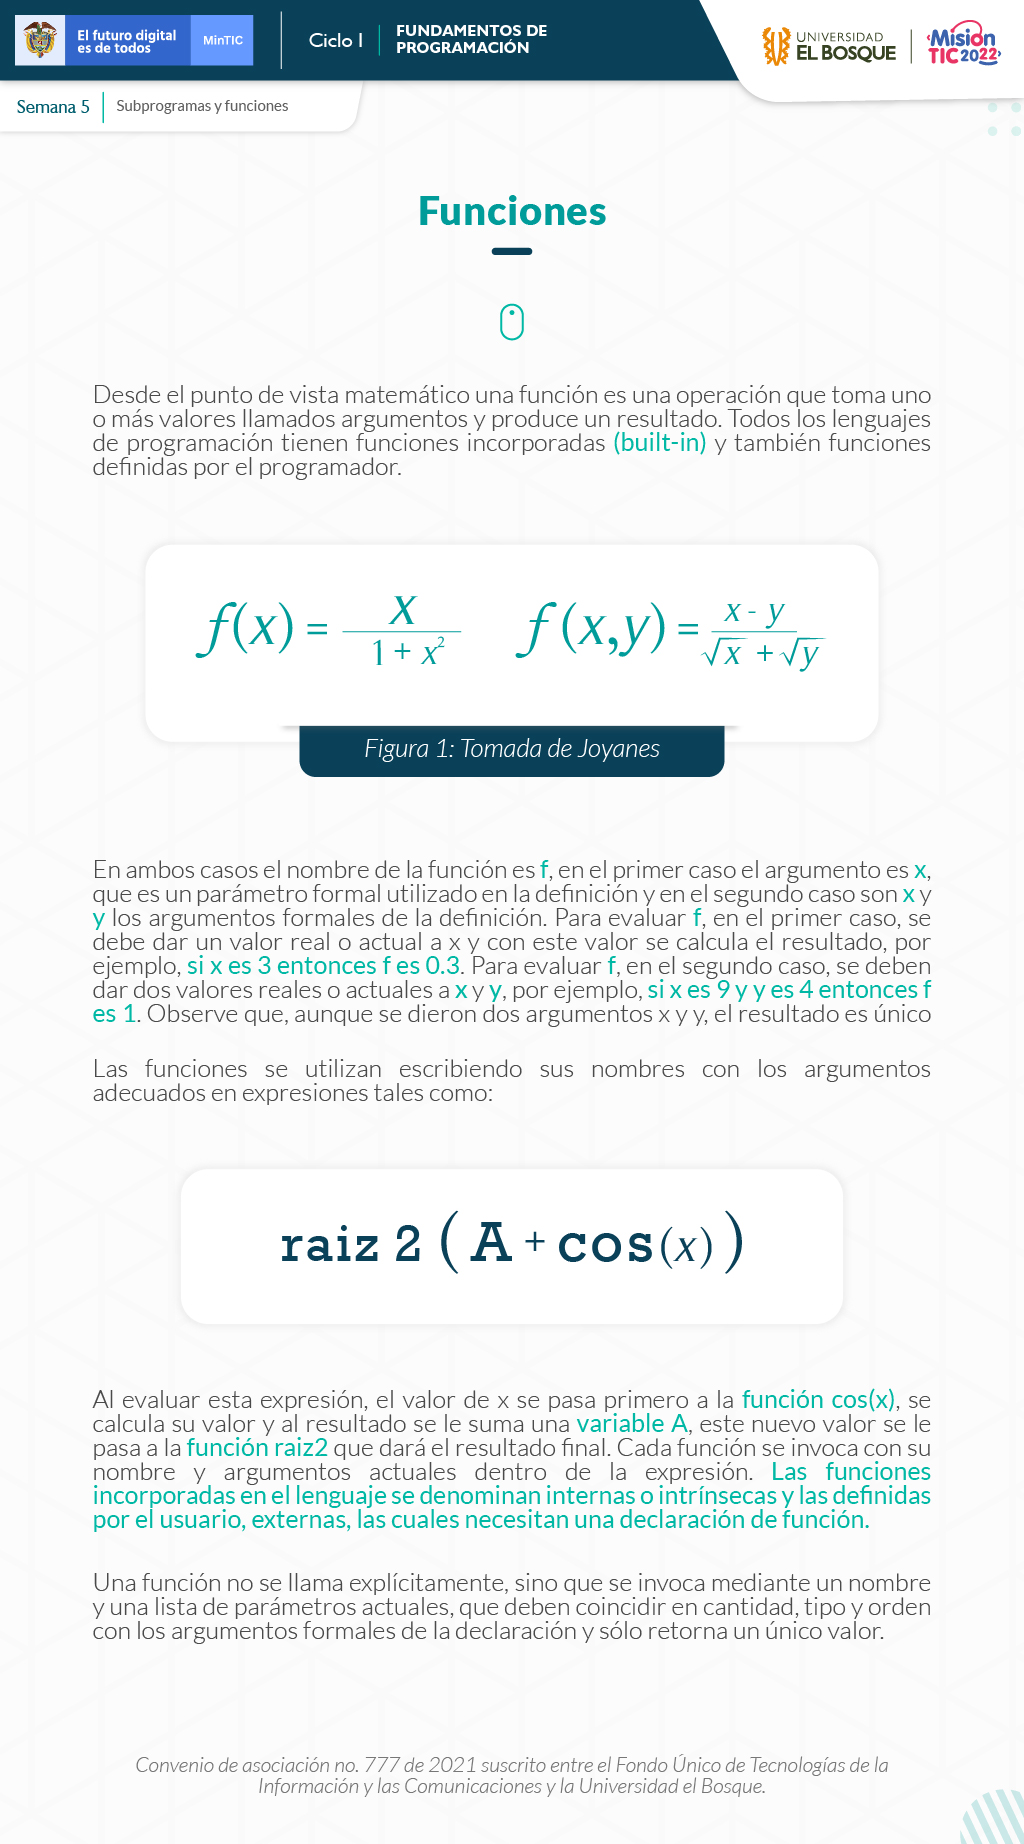 El futuro digital
es de todos
MinTIC
Ciclo I
FUNDAMENTOS DE
PROGRAMACIÓN
UNIVERSIDAD
EL BOSQUE
Misión
TIC2022
Semana 5
Subprogramas y funciones
Funciones
Desde el punto de vista matemático una función es una operación que toma uno
o más valores llamados argumentos y produce un resultado. Todos los lenguajes
de programación tienen funciones incorporadas (built-in) y también funciones
definidas por el programador.
f(x) = x / 1 + x²
f (x,y) = x - y / √x + √y
Figura 1: Tomada de Joyanes
En ambos casos el nombre de la función es f, en el primer caso el argumento es x,
que es un parámetro formal utilizado en la definición y en el segundo caso son x y
y los argumentos formales de la definición. Para evaluar f, en el primer caso, se
debe dar un valor real o actual a x y con este valor se calcula el resultado, por
ejemplo, si x es 3 entonces f es 0.3. Para evaluar f, en el segundo caso, se deben
dar dos valores reales o actuales a x y y, por ejemplo, si x es 9 y y es 4 entonces f
es 1. Observe que, aunque se dieron dos argumentos x y y, el resultado es único
Las funciones se utilizan escribiendo sus nombres con los argumentos
adecuados en expresiones tales como:
raiz 2 ( A + cos(x) )
Al evaluar esta expresión, el valor de x se pasa primero a la función cos(x), se
calcula su valor y al resultado se le suma una variable A, este nuevo valor se le
pasa a la función raiz2 que dará el resultado final. Cada función se invoca con su
nombre y argumentos actuales dentro de la expresión. Las funciones
incorporadas en el lenguaje se denominan internas o intrínsecas y las definidas
por el usuario, externas, las cuales necesitan una declaración de función.
Una función no se llama explícitamente, sino que se invoca mediante un nombre
y una lista de parámetros actuales, que deben coincidir en cantidad, tipo y orden
con los argumentos formales de la declaración y sólo retorna un único valor.
Convenio de asociación no. 777 de 2021 suscrito entre el Fondo Único de Tecnologías de la
Información y las Comunicaciones y la Universidad el Bosque.